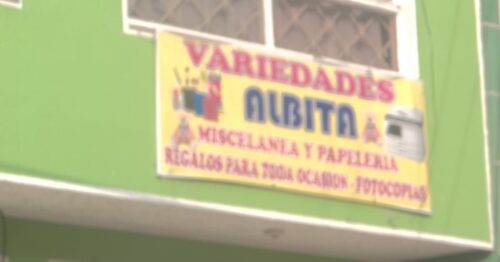 VARIEDADES
ALBITA
MISCELANEA Y PAPELERIA
REGALOS PARA TODA OCASION - FOTOCOPIAS